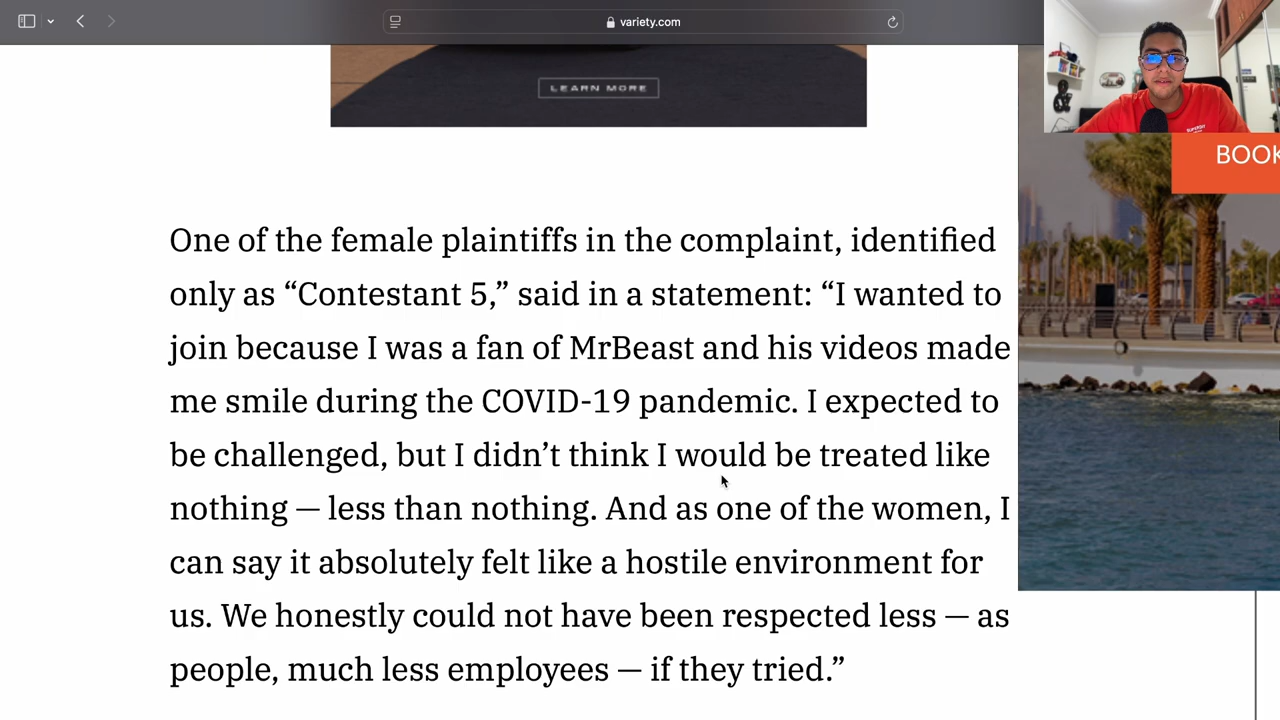 variety.com
LEARN MORE
BOOK
One of the female plaintiffs in the complaint, identified
only as “Contestant 5,” said in a statement: “I wanted to
join because I was a fan of MrBeast and his videos made
me smile during the COVID-19 pandemic. I expected to
be challenged, but I didn’t think I would be treated like
nothing — less than nothing. And as one of the women, I
can say it absolutely felt like a hostile environment for
us. We honestly could not have been respected less — as
people, much less employees — if they tried.”